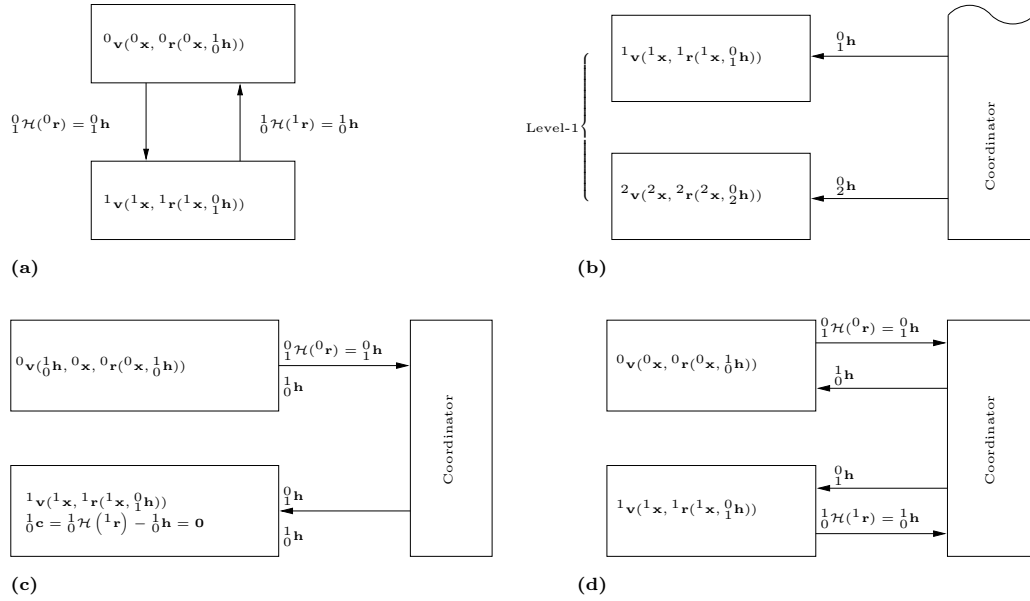 ⁰v(⁰x, ⁰r(⁰x, ¹₀h))
⁰₁ℋ(⁰r) = ⁰₁h
¹₀ℋ(¹r) = ¹₀h
¹v(¹x, ¹r(¹x, ⁰₁h))
(a)
¹v(¹x, ¹r(¹x, ⁰₁h))
⁰₁h
Level-1
²v(²x, ²r(²x, ⁰₂h))
⁰₂h
Coordinator
(b)
⁰v(¹₀h, ⁰x, ⁰r(⁰x, ¹₀h))
⁰₁ℋ(⁰r) = ⁰₁h
¹₀h
Coordinator
¹v(¹x, ¹r(¹x, ⁰₁h))
¹₀c = ¹₀ℋ(¹r) − ¹₀h = 0
⁰₁h
¹₀h
(c)
⁰v(⁰x, ⁰r(⁰x, ¹₀h))
⁰₁ℋ(⁰r) = ⁰₁h
¹₀h
Coordinator
¹v(¹x, ¹r(¹x, ⁰₁h))
⁰₁h
¹₀ℋ(¹r) = ¹₀h
(d)